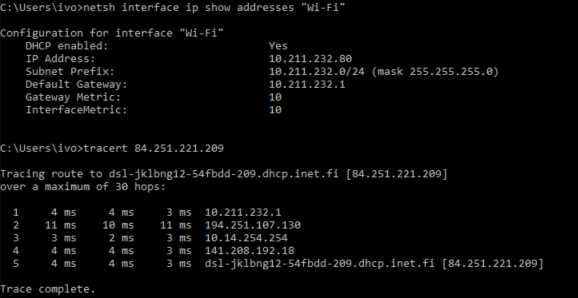 C:\Users\ivo>netsh interface ip show addresses "Wi-Fi"
Configuration for interface "Wi-Fi"
DHCP enabled: Yes
IP Address: 10.211.232.80
Subnet Prefix: 10.211.232.0/24 (mask 255.255.255.0)
Default Gateway: 10.211.232.1
Gateway Metric: 10
InterfaceMetric: 10
C:\Users\ivo>tracert 84.251.221.209
Tracing route to dsl-jklbng12-54fbdd-209.dhcp.inet.fi [84.251.221.209]
over a maximum of 30 hops:
1 4 ms 4 ms 3 ms 10.211.232.1
2 11 ms 10 ms 11 ms 194.251.107.130
3 3 ms 2 ms 3 ms 10.14.254.254
4 4 ms 4 ms 3 ms 141.208.192.18
5 4 ms 4 ms 3 ms dsl-jklbng12-54fbdd-209.dhcp.inet.fi [84.251.221.209]
Trace complete.